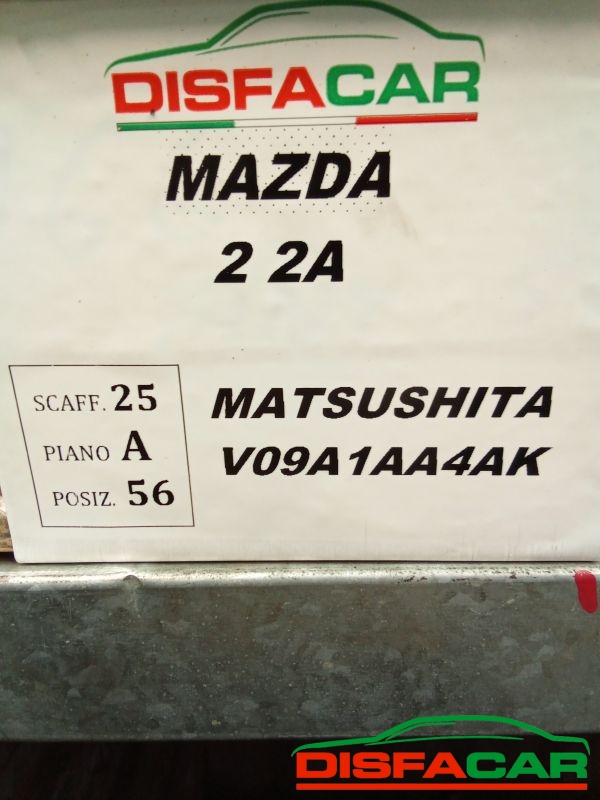 DISFACAR
MAZDA
2 2A
SCAFF. 25
PIANO A
POSIZ. 56
MATSUSHITA
V09A1AA4AK
DISFACAR